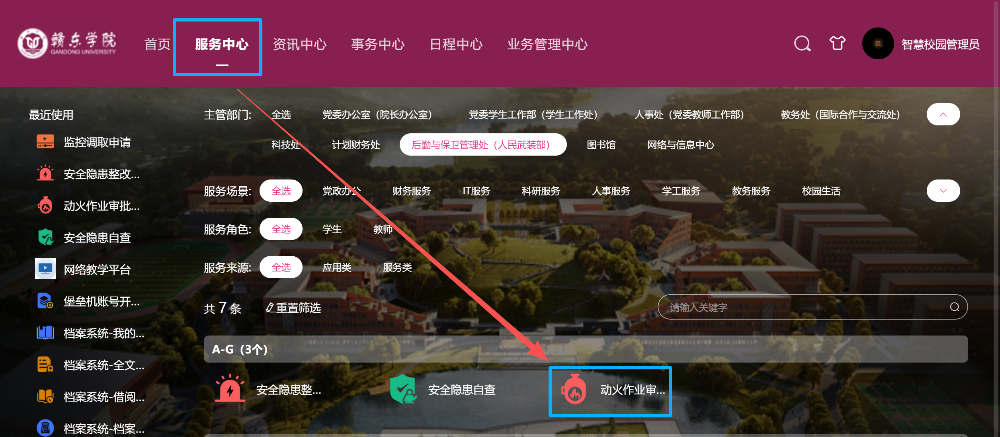 赣东学院
GANDONG UNIVERSITY
首页 服务中心 资讯中心 事务中心 日程中心 业务管理中心 智慧校园管理员
最近使用
监控调取申请
安全隐患整改...
动火作业审批...
安全隐患自查
网络教学平台
堡垒机账号开...
档案系统-我的...
档案系统-全文...
档案系统-借阅...
档案系统-档案...
主管部门: 全选 党委办公室（院长办公室） 党委学生工作部（学生工作处） 人事处（党委教师工作部） 教务处（国际合作与交流处）
科技处 计划财务处 后勤与保卫管理处（人民武装部） 图书馆 网络与信息中心
服务场景: 全选 党政办公 财务服务 IT服务 科研服务 人事服务 学工服务 教务服务 校园生活
服务角色: 全选 学生 教师
服务来源: 全选 应用类 服务类
共 7 条 重置筛选 请输入关键字
A-G（3个）
安全隐患整... 安全隐患自查 动火作业审...